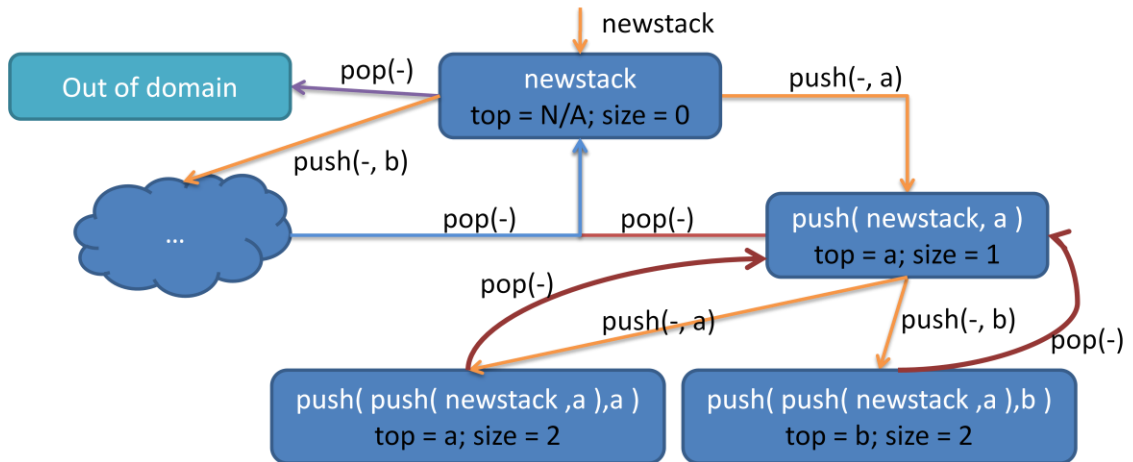 newstack
Out of domain
pop(-)
newstack
top = N/A; size = 0
push(-, a)
push(-, b)
...
pop(-)
pop(-)
push( newstack, a )
top = a; size = 1
pop(-)
push(-, a)
push(-, b)
pop(-)
push( push( newstack ,a ),a )
top = a; size = 2
push( push( newstack ,a ),b )
top = b; size = 2